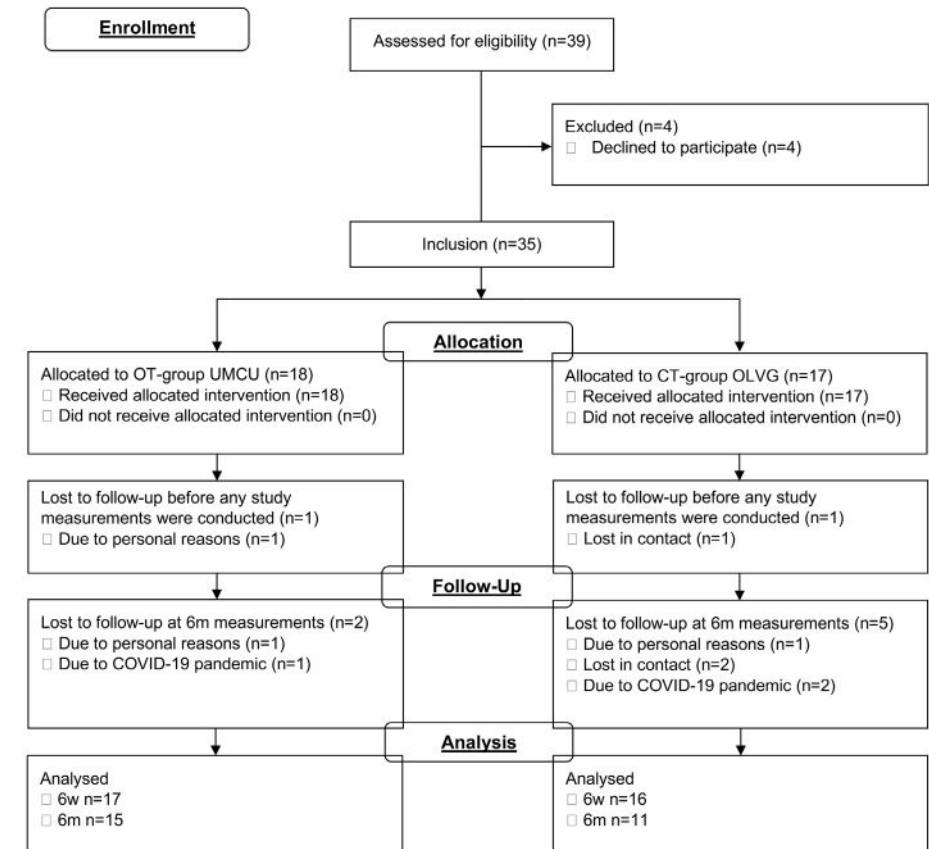 Enrollment
Assessed for eligibility (n=39)
Excluded (n=4)
Declined to participate (n=4)
Inclusion (n=35)
Allocation
Allocated to OT-group UMCU (n=18)
Received allocated intervention (n=18)
Did not receive allocated intervention (n=0)
Allocated to CT-group OLVG (n=17)
Received allocated intervention (n=17)
Did not receive allocated intervention (n=0)
Lost to follow-up before any study
measurements were conducted (n=1)
Due to personal reasons (n=1)
Lost to follow-up before any study
measurements were conducted (n=1)
Lost in contact (n=1)
Follow-Up
Lost to follow-up at 6m measurements (n=2)
Due to personal reasons (n=1)
Due to COVID-19 pandemic (n=1)
Lost to follow-up at 6m measurements (n=5)
Due to personal reasons (n=1)
Lost in contact (n=2)
Due to COVID-19 pandemic (n=2)
Analysis
Analysed
6w n=17
6m n=15
Analysed
6w n=16
6m n=11